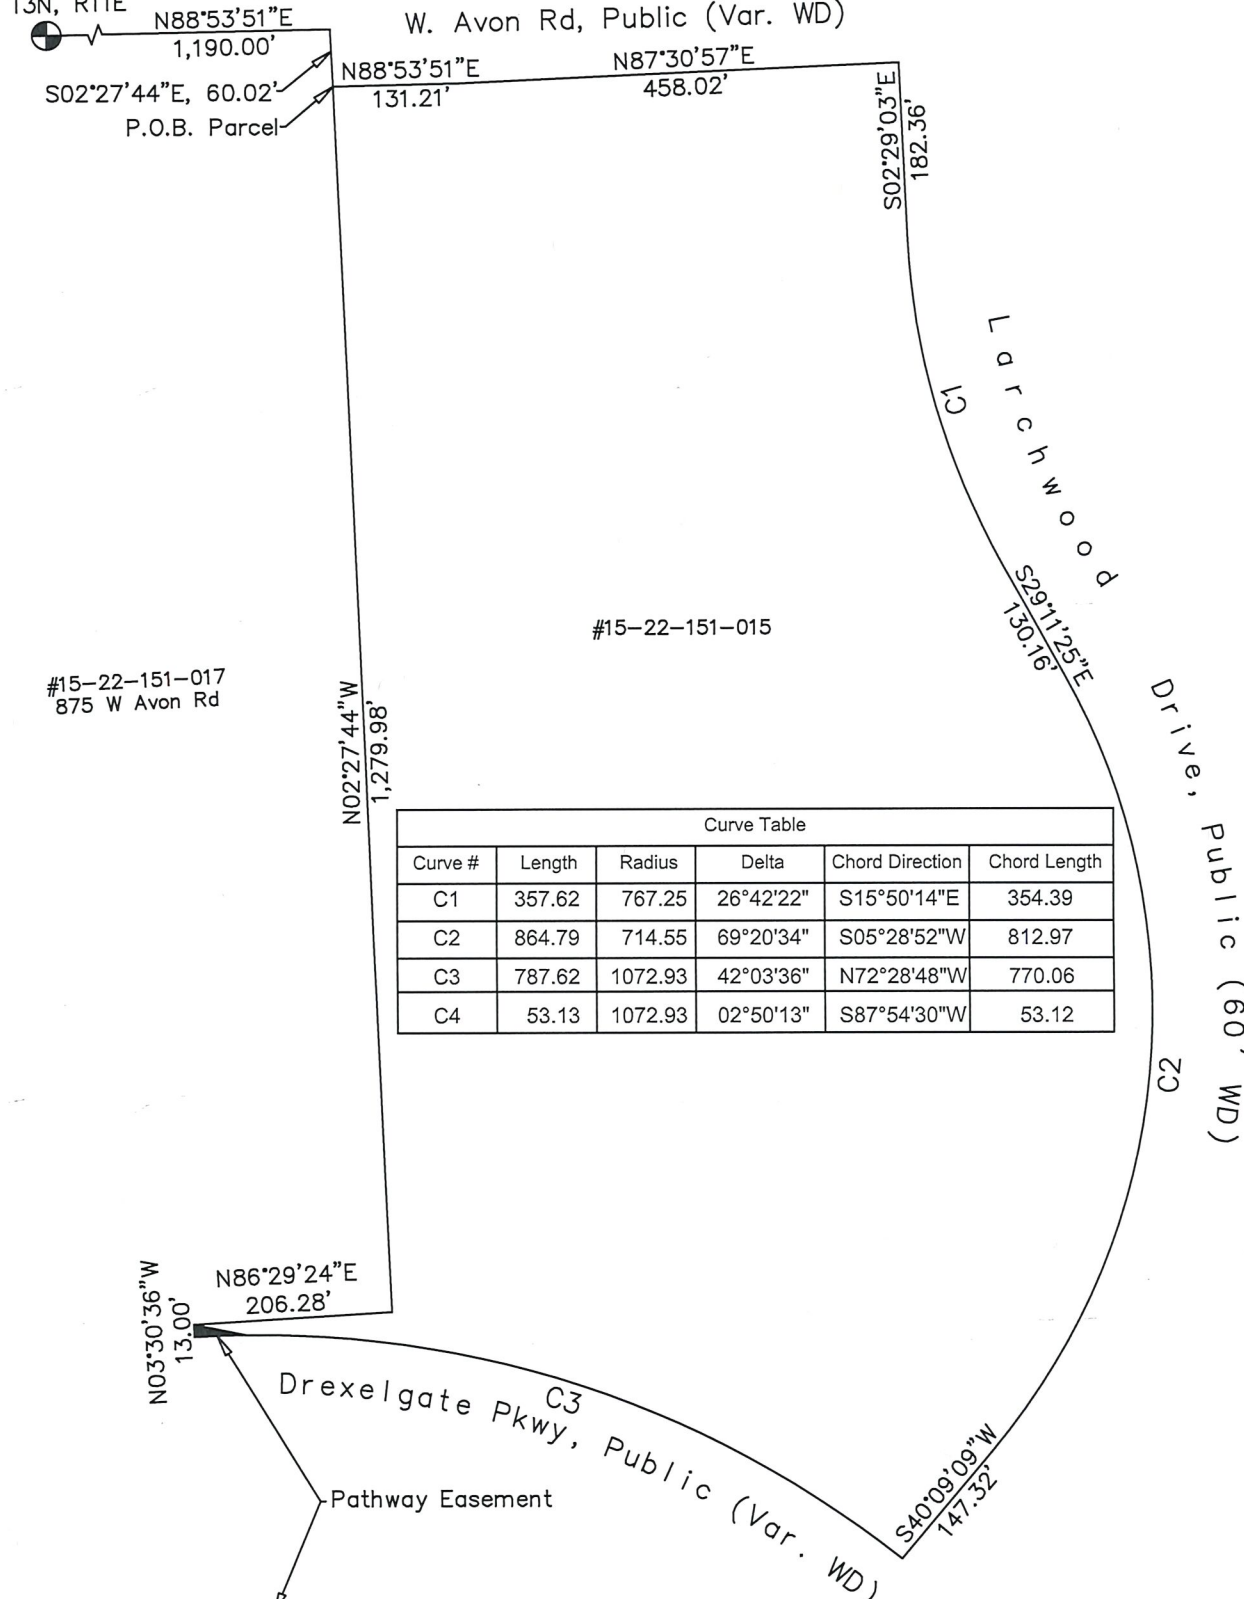 T3N, R11E
N88°53'51"E
1,190.00'
W. Avon Rd, Public (Var. WD)
S02°27'44"E, 60.02'
P.O.B. Parcel
N88°53'51"E
131.21'
N87°30'57"E
458.02'
S02°29'03"E
182.36'
Larchwood Drive, Public (60' WD)
C1
S29°11'25"E
130.16'
#15-22-151-015
#15-22-151-017
875 W Avon Rd
N02°27'44"W
1,279.98'
Curve Table
Curve # Length Radius Delta Chord Direction Chord Length
C1 357.62 767.25 26°42'22" S15°50'14"E 354.39
C2 864.79 714.55 69°20'34" S05°28'52"W 812.97
C3 787.62 1072.93 42°03'36" N72°28'48"W 770.06
C4 53.13 1072.93 02°50'13" S87°54'30"W 53.12
C2
N86°29'24"E
206.28'
N03°30'36"W
13.00'
C3
Drexelgate Pkwy, Public (Var. WD)
Pathway Easement
S40°09'09"W
147.32'